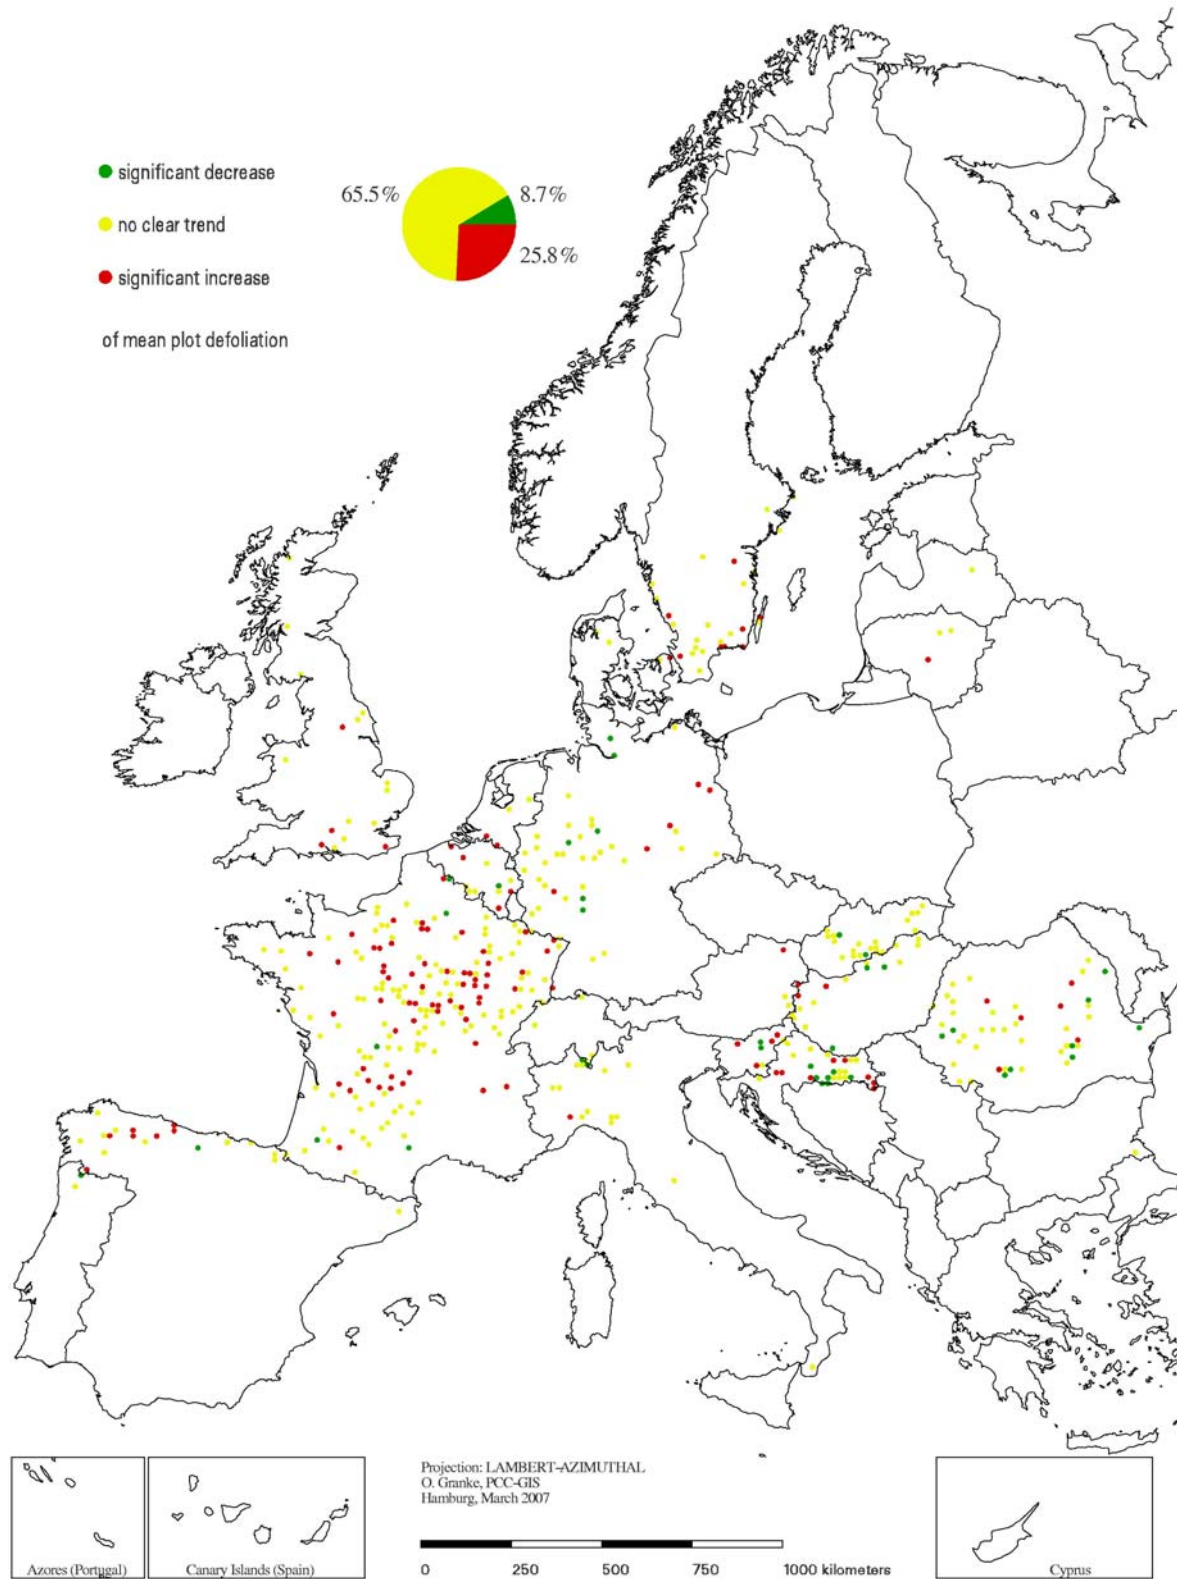 significant decrease
65.5%
8.7%
no clear trend
25.8%
significant increase
of mean plot defoliation
Projection: LAMBERT-AZIMUTHAL
O. Granke, PCC-GIS
Hamburg, March 2007
Azores (Portugal)
Canary Islands (Spain)
0 250 500 750 1000 kilometers
Cyprus